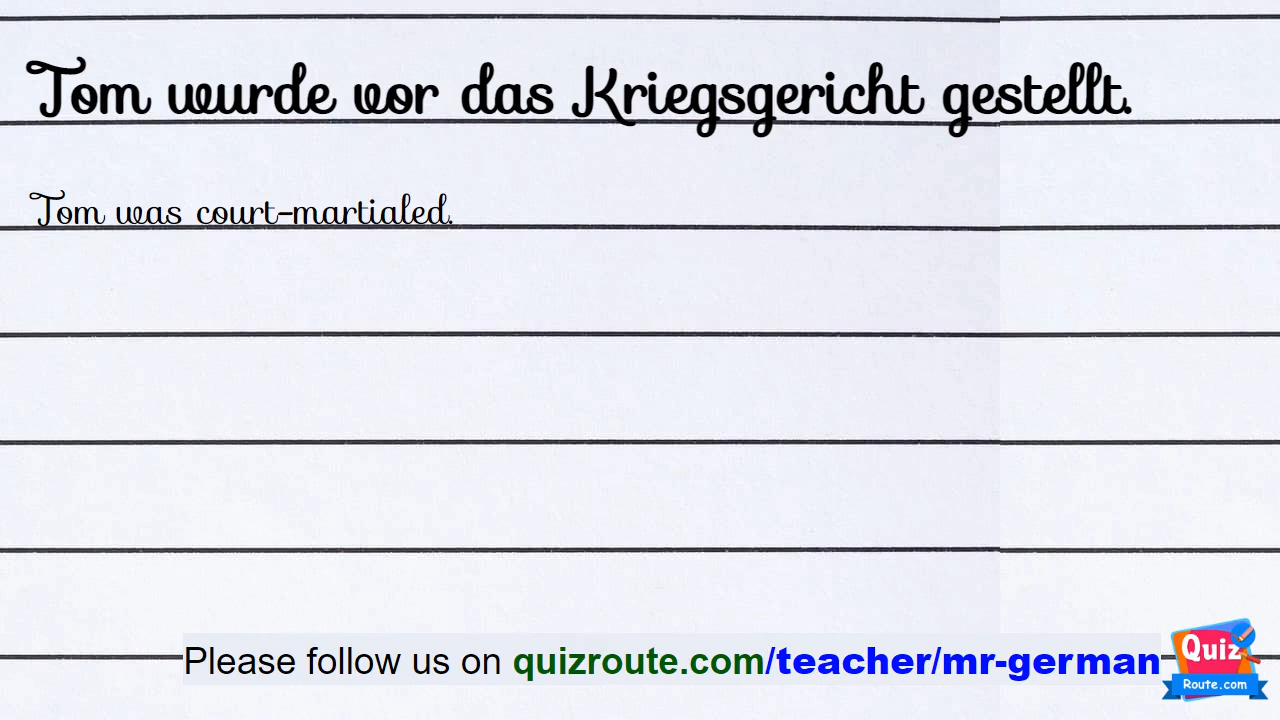 Tom wurde vor das Kriegsgericht gestellt.
Tom was court-martialed.
Please follow us on quizroute.com/teacher/mr-german
Quiz
Route.com